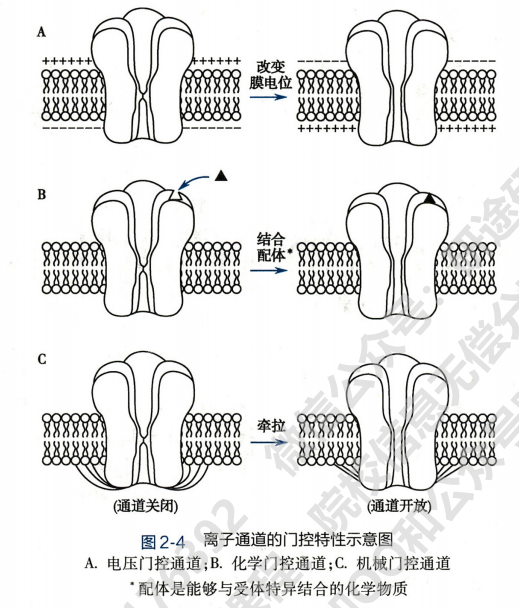 A
+++++++ ++++++
改变
膜电位
B
结合
配体*
C
牵拉
(通道关闭)
(通道开放)
图2-4 离子通道的门控特性示意图
A. 电压门控通道;B. 化学门控通道;C. 机械门控通道
*配体是能够与受体特异结合的化学物质